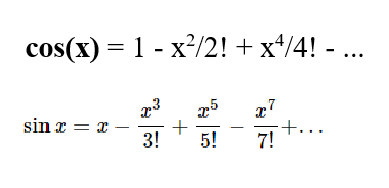 cos(x) = 1 - x²/2! + x⁴/4! - ...
sin x = x − x³/3! + x⁵/5! − x⁷/7! + ...